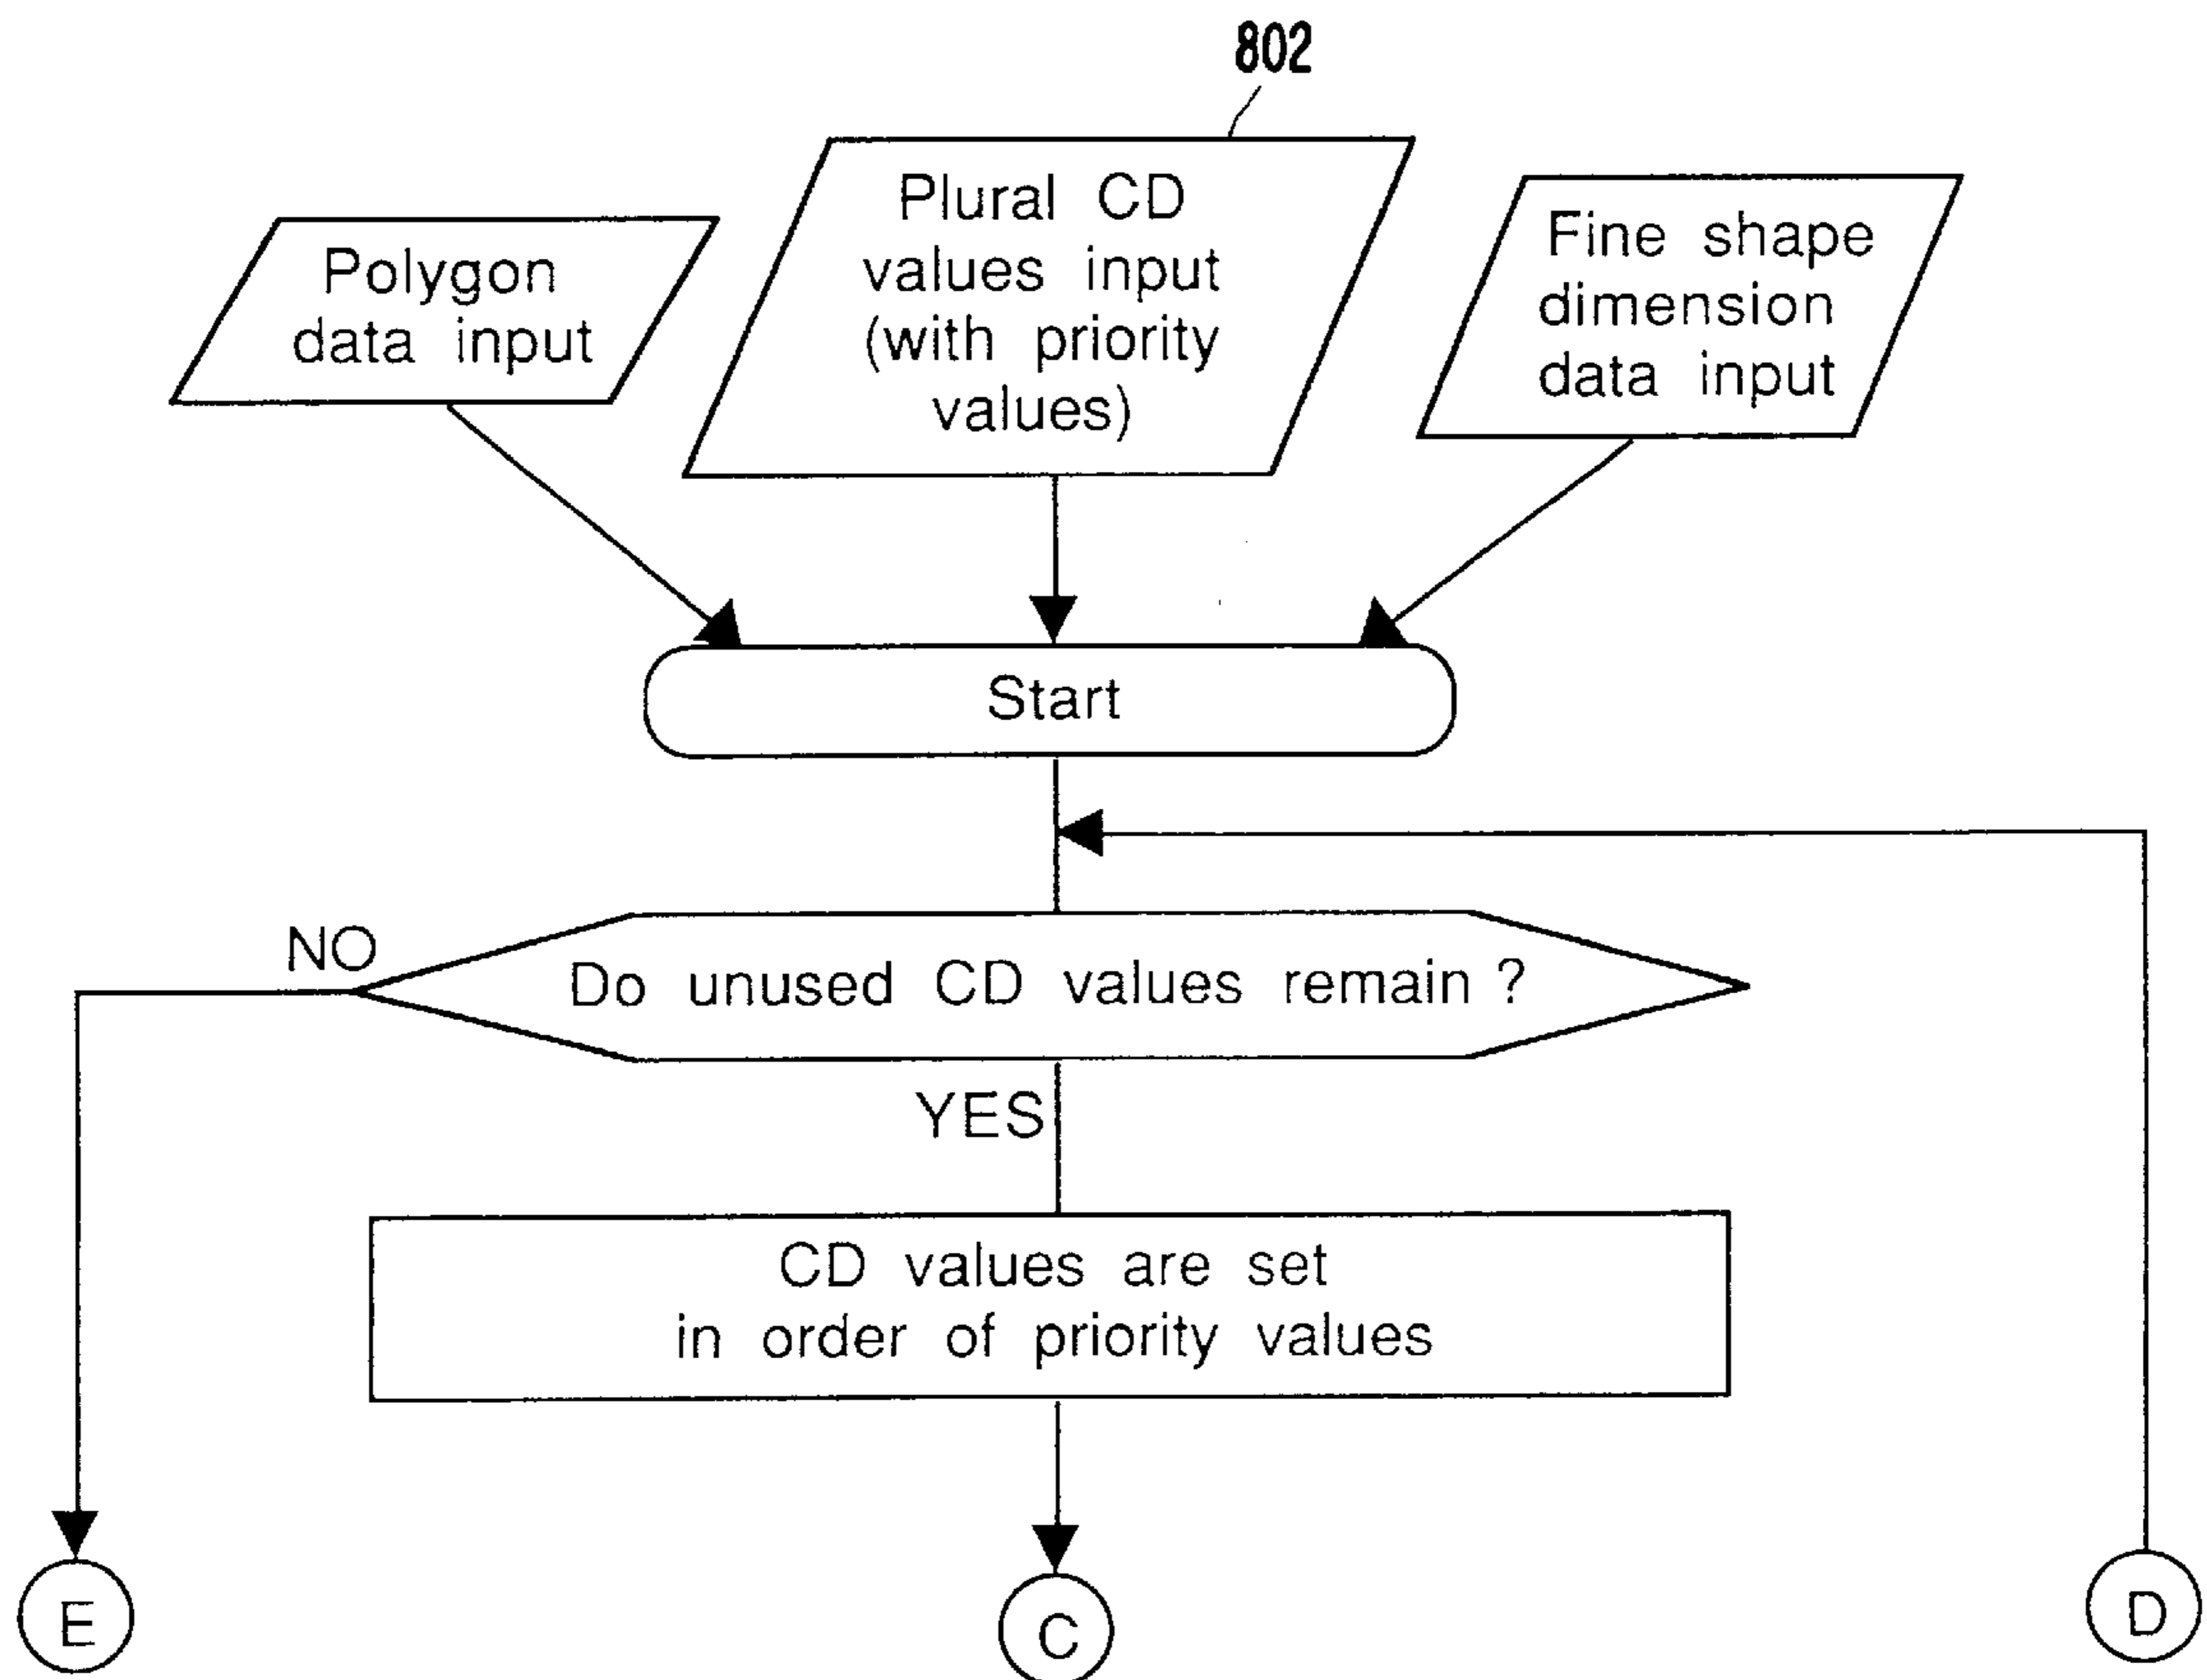 802
Polygon
data input
Plural CD
values input
(with priority
values)
Fine shape
dimension
data input
Start
NO
Do unused CD values remain ?
YES
CD values are set
in order of priority values
E
C
D